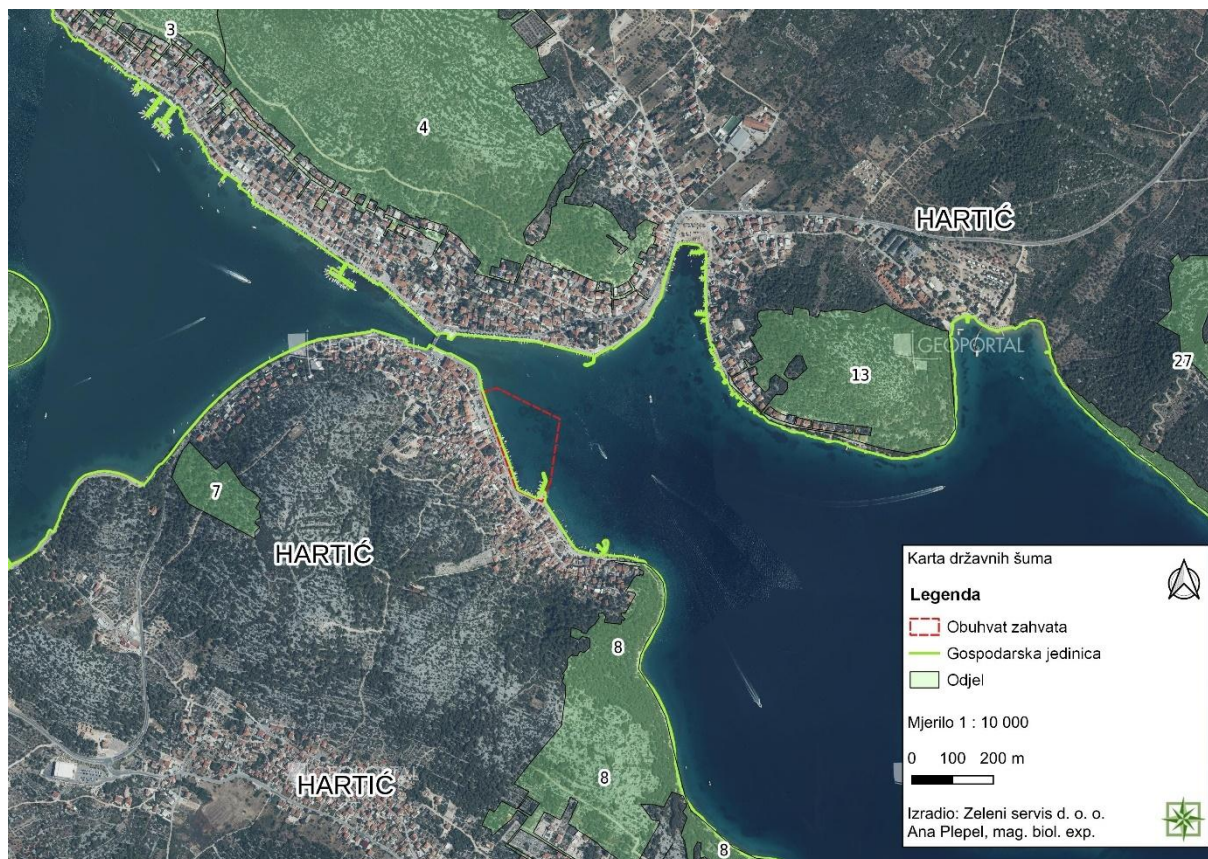 3
4
HARTIĆ
GEOPORTAL
GEOPORTAL
13
27
7
HARTIĆ
8
HARTIĆ
8
8
Karta državnih šuma
Legenda
Obuhvat zahvata
Gospodarska jedinica
Odjel
Mjerilo 1 : 10 000
0 100 200 m
Izradio: Zeleni servis d. o. o.
Ana Plepel, mag. biol. exp.